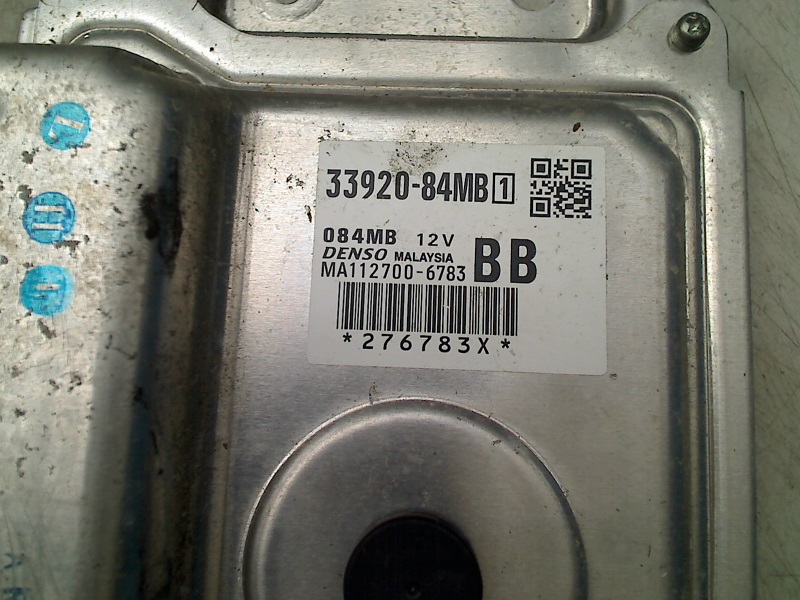 33920-84MB 1
084MB 12V
DENSO MALAYSIA
MA112700-6783 BB
*276783X*